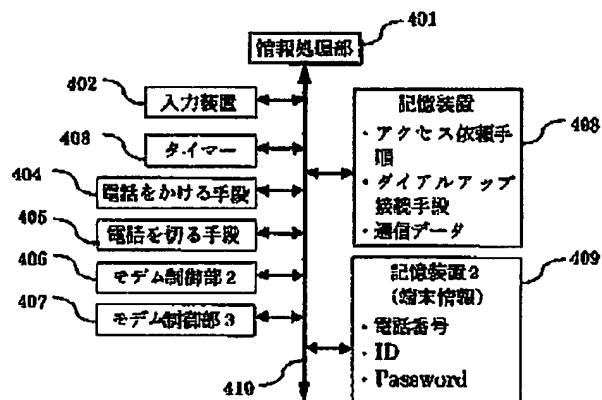 401
情報処理部
402
入力装置
403
タイマー
404
電話をかける手段
405
電話を切る手段
406
モデム制御部2
407
モデム制御部3
記憶装置
・アクセス依頼手
順
・ダイアルアップ
接続手段
・通信データ
408
記憶装置2
(端末情報)
・電話番号
・ID
・Password
409
410